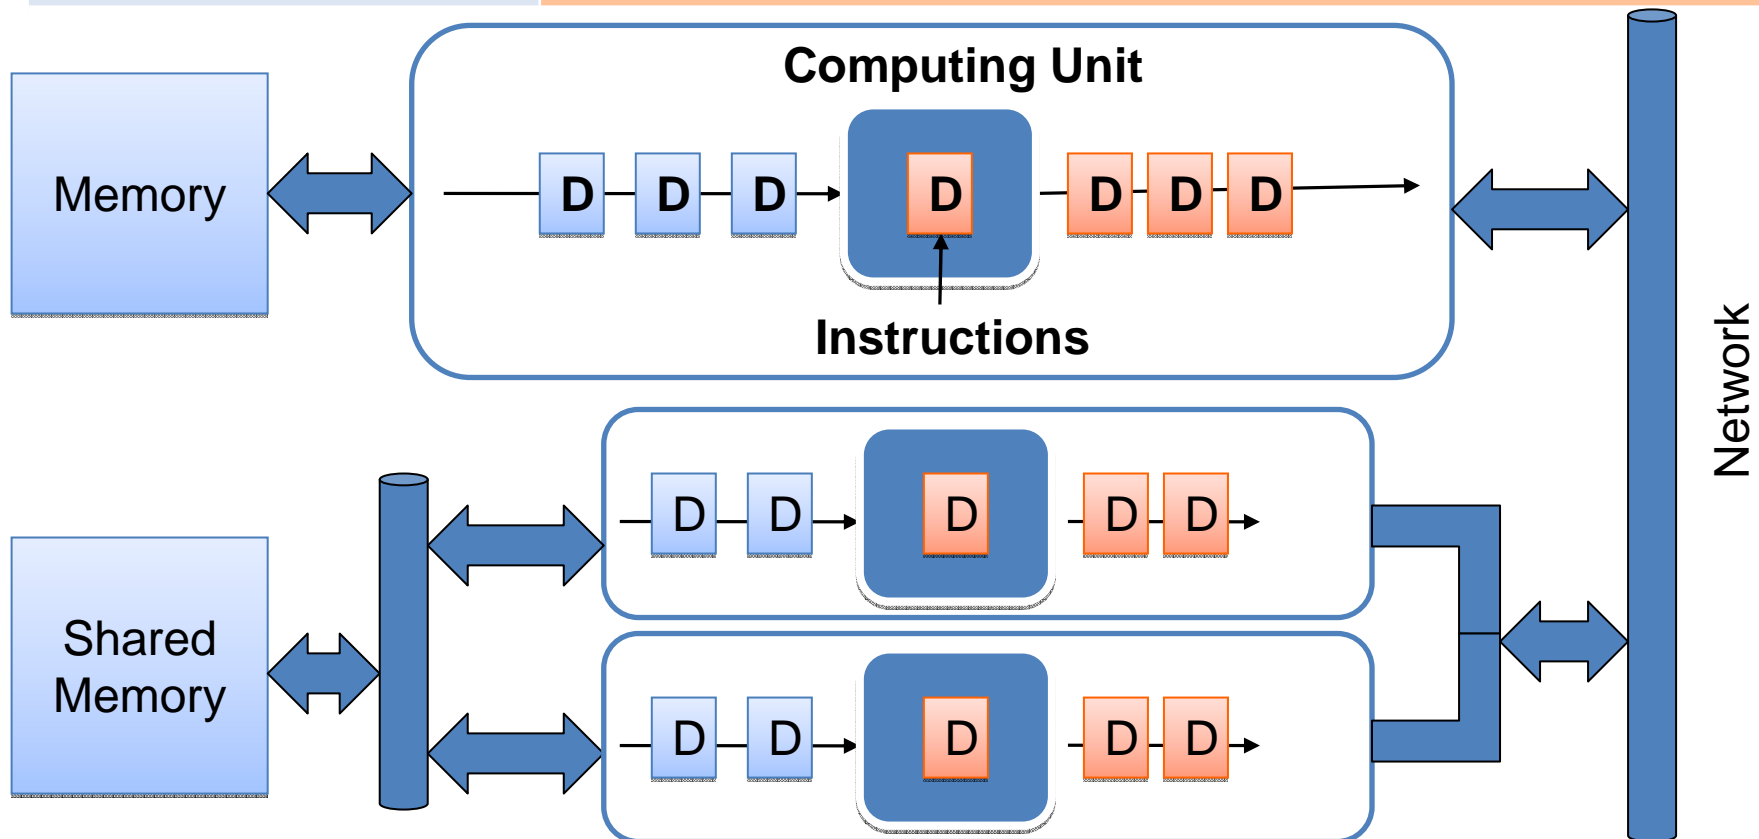 Computing Unit
Memory
D D D D D D D
Instructions
Network
D D D D D
Shared
Memory
D D D D D